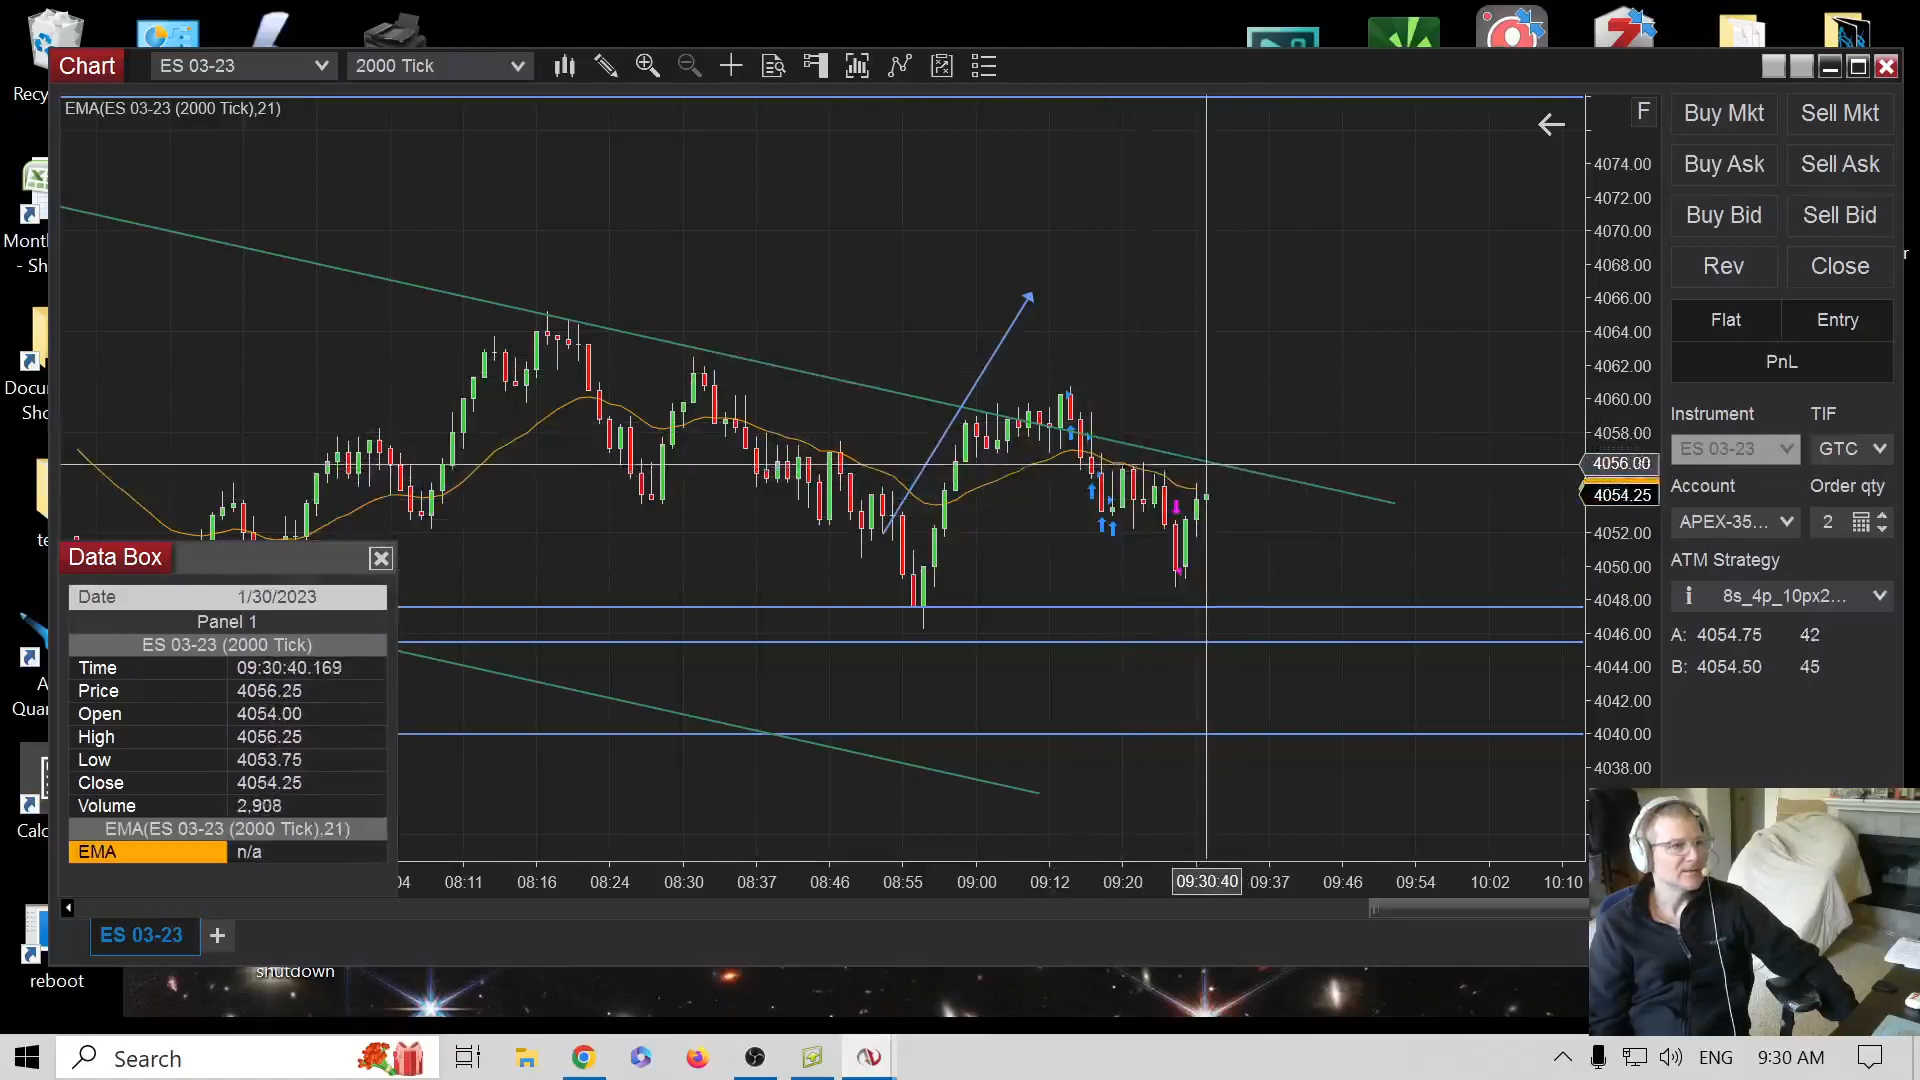 Chart
ES 03-23
2000 Tick
EMA(ES 03-23 (2000 Tick),21)
F
4074.00
4072.00
4070.00
4068.00
4066.00
4064.00
4062.00
4060.00
4058.00
4056.00
4054.25
4052.00
4050.00
4048.00
4046.00
4044.00
4042.00
4040.00
4038.00
Buy Mkt Sell Mkt
Buy Ask Sell Ask
Buy Bid Sell Bid
Rev Close
Flat Entry
PnL
Instrument TIF
ES 03-23 GTC
Account Order qty
APEX-35... 2
ATM Strategy
8s_4p_10px2...
A: 4054.75 42
B: 4054.50 45
Data Box
Date 1/30/2023
Panel 1
ES 03-23 (2000 Tick)
Time 09:30:40.169
Price 4056.25
Open 4054.00
High 4056.25
Low 4053.75
Close 4054.25
Volume 2,908
EMA(ES 03-23 (2000 Tick),21)
EMA n/a
04 08:11 08:16 08:24 08:30 08:37 08:46 08:55 09:00 09:12 09:20 09:30:40 09:37 09:46 09:54 10:02 10:10
ES 03-23
Recy
Mont
- Sh
Docu
Sho
te
A
Quar
Calc
reboot
shutdown
Search
ENG
9:30 AM